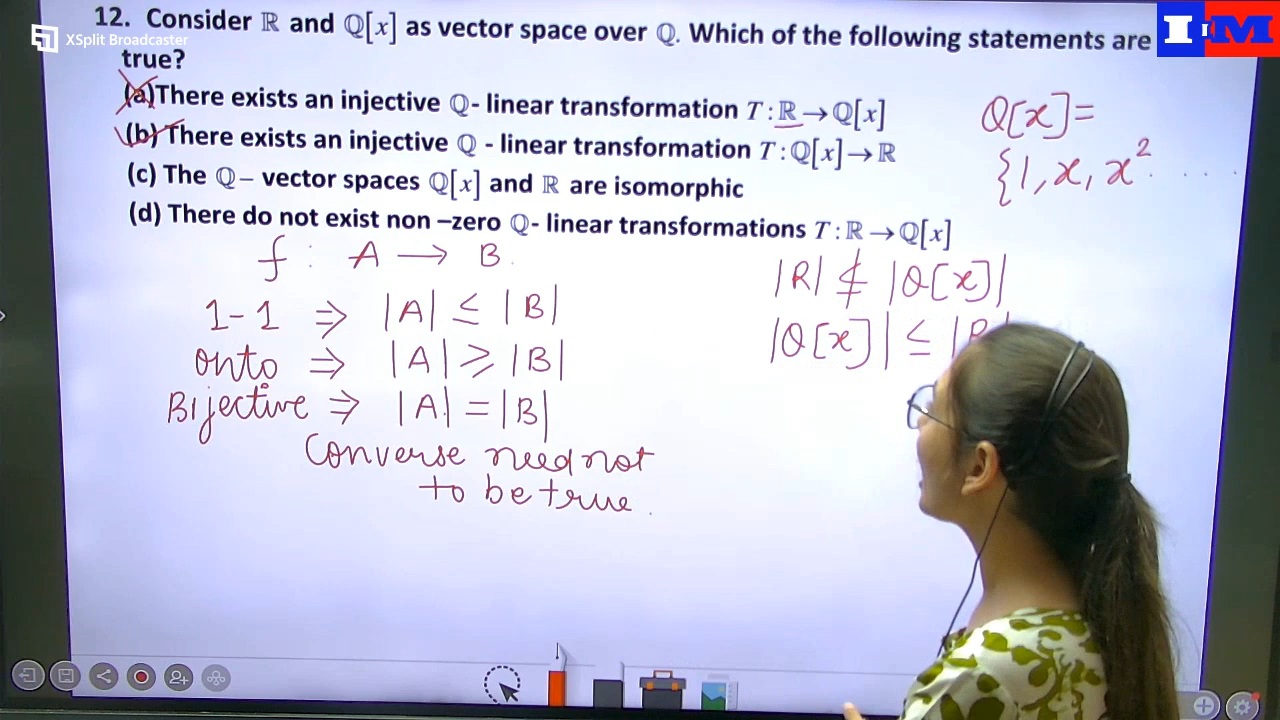 XSplit Broadcaster
I M
12. Consider ℝ and ℚ[x] as vector space over ℚ. Which of the following statements are
true?
(a) There exists an injective ℚ- linear transformation T : ℝ → ℚ[x]
(b) There exists an injective ℚ - linear transformation T : ℚ[x] → ℝ
(c) The ℚ – vector spaces ℚ[x] and ℝ are isomorphic
(d) There do not exist non –zero ℚ- linear transformations T : ℝ → ℚ[x]
Q[x] =
{1, x, x² . . . .
f : A → B
1-1 ⇒ |A| ≤ |B|
onto ⇒ |A| ≥ |B|
Bijective ⇒ |A| = |B|
Converse need not
to be true.
|R| ≰ |Q[x]|
|Q[x]| ≤ |R|